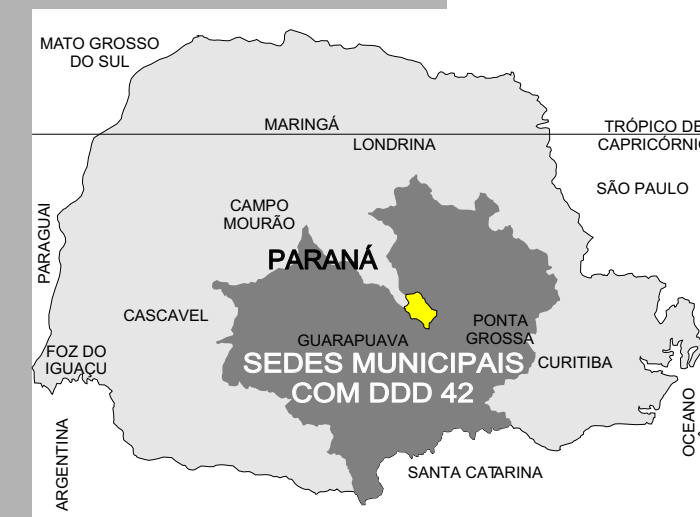 MATO GROSSO
DO SUL
MARINGÁ
TRÓPICO DE
CAPRICÓRNIO
LONDRINA
SÃO PAULO
CAMPO
MOURÃO
PARAGUAI
PARANÁ
CASCAVEL
PONTA
GROSSA
GUARAPUAVA
FOZ DO
IGUAÇU
SEDES MUNICIPAIS
COM DDD 42
CURITIBA
OCEANO
ARGENTINA
SANTA CATARINA